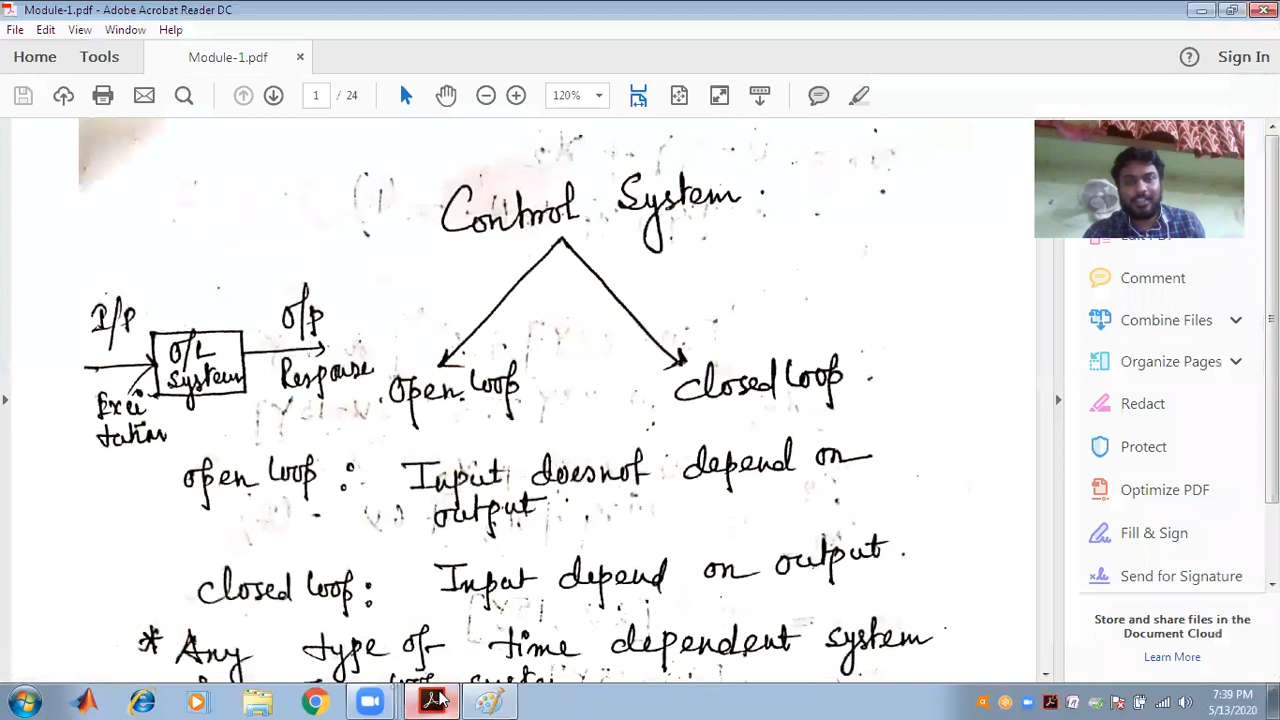 Module-1.pdf - Adobe Acrobat Reader DC
File Edit View Window Help
Home Tools Module-1.pdf × Sign In
1 / 24 120%
Control System.
I/P O/P
O/L
System
Response
Exci
tation
Open loop closed loop.
open loop : Input doesnot depend on
output
closed loop: Input depend on output.
* Any type of time dependent system
Comment
Combine Files
Organize Pages
Redact
Protect
Optimize PDF
Fill & Sign
Send for Signature
Store and share files in the
Document Cloud
Learn More
7:39 PM
5/13/2020